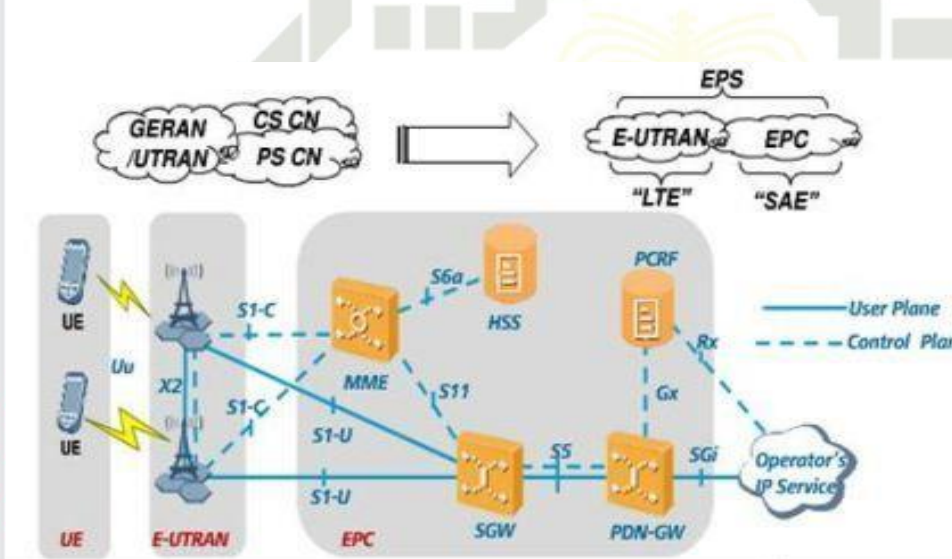 EPS
GERAN
/UTRAN
CS CN
PS CN
E-UTRAN
EPC
"LTE"
"SAE"
UE
Uu
UE
X2
S1-C
S1-C
S1-U
S1-U
MME
S6a
HSS
S11
SGW
S5
PCRF
Gx
Rx
PDN-GW
SGi
Operator's
IP Service
User Plane
Control Plan
UE
E-UTRAN
EPC